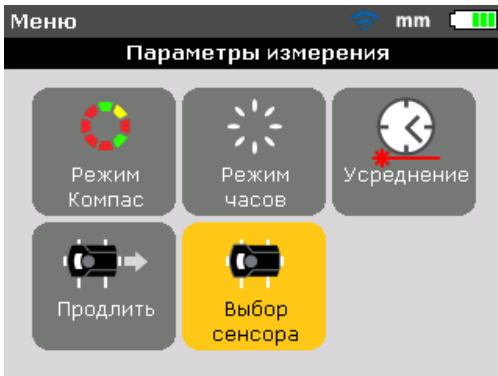 Меню mm
Параметры измерения
Режим Компас
Режим часов
Усреднение
Продлить
Выбор сенсора